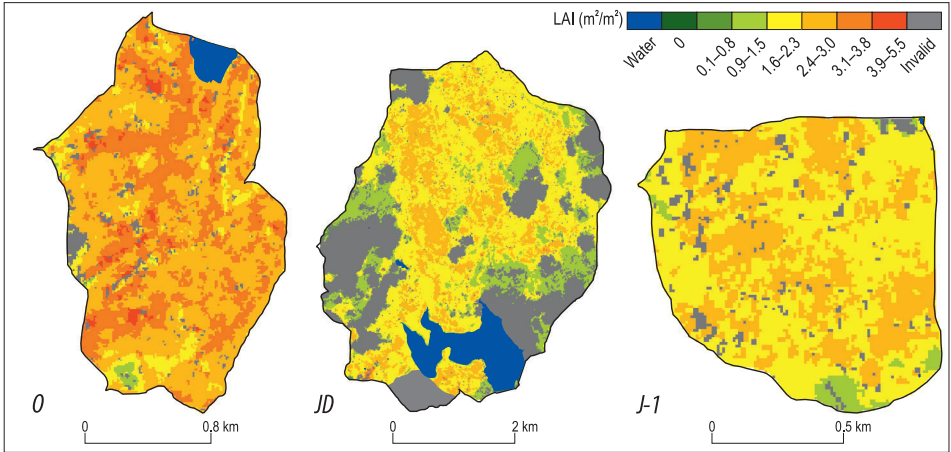 LAI (m²/m²)
Water
0
0.1–0.8
0.9–1.5
1.6–2.3
2.4–3.0
3.1–3.8
3.9–5.5
Invalid
O
JD
J-1
0 0.8 km
0 2 km
0 0.5 km